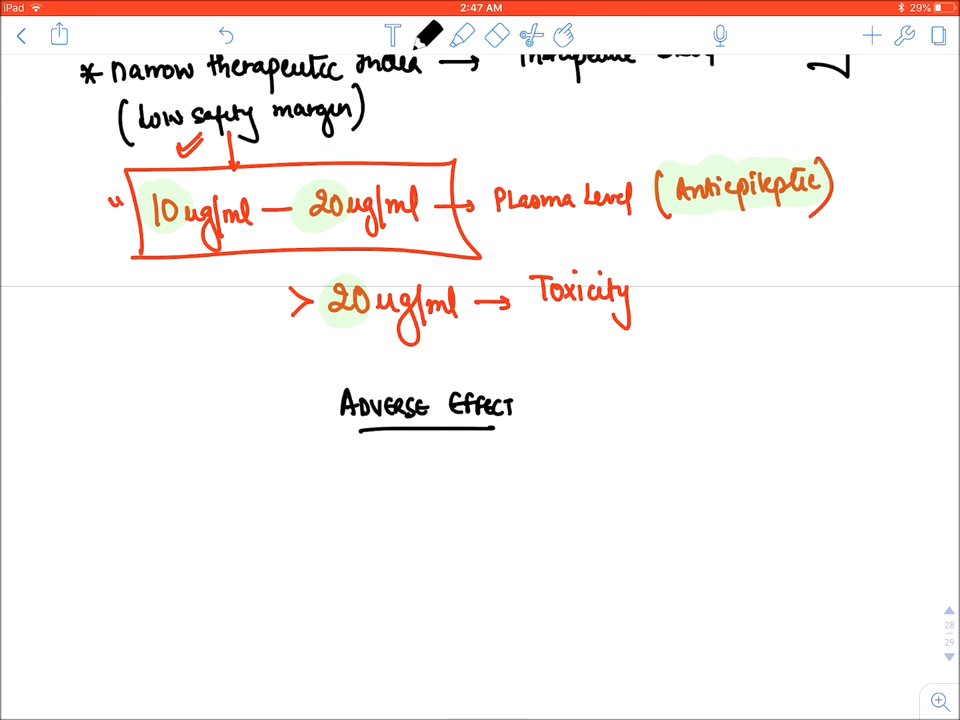 iPad 2:47 AM 29%
T
* Narrow therapeutic index →
(Low safety margin)
" 10 ug/ml — 20 ug/ml → Plasma Level (Antiepileptic)
> 20 ug/ml → Toxicity
ADVERSE EFFECT
28
29